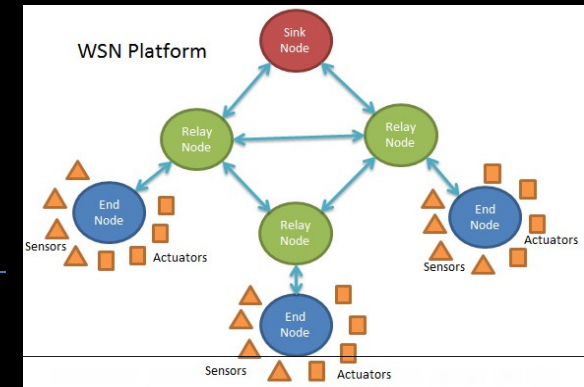 WSN Platform
Sink
Node
Relay
Node
Relay
Node
End
Node
Sensors
Actuators
Relay
Node
End
Node
Actuators
Sensors
End
Node
Sensors
Actuators